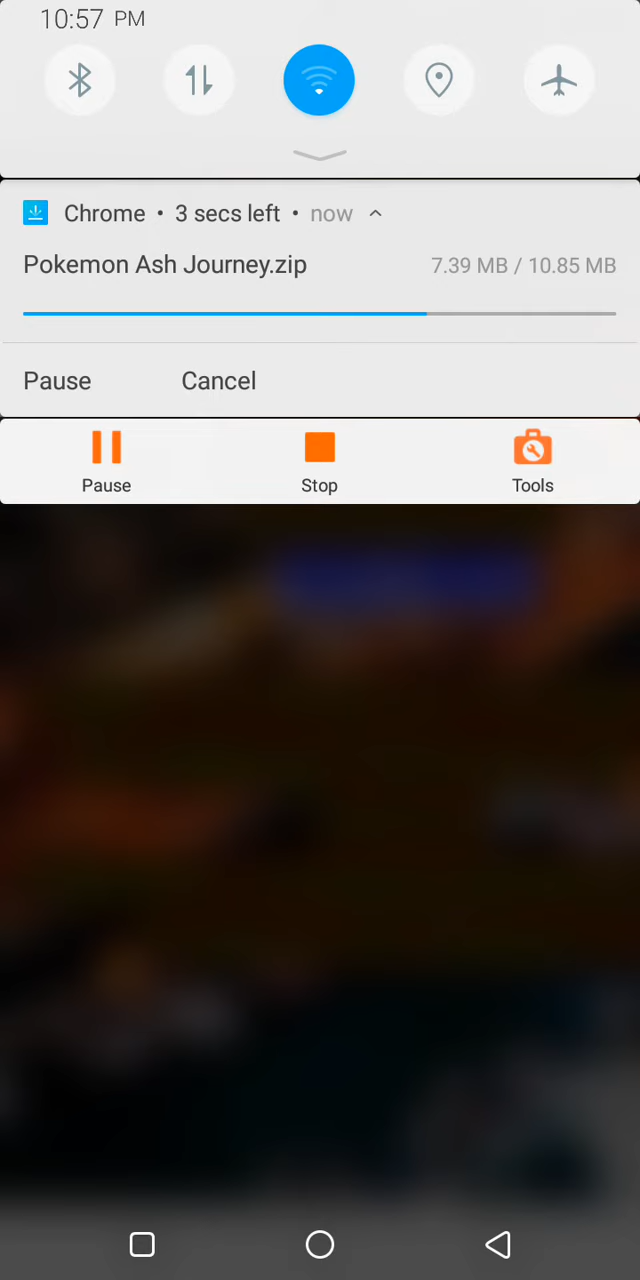 10:57 PM
Chrome • 3 secs left • now
Pokemon Ash Journey.zip 7.39 MB / 10.85 MB
Pause Cancel
Pause Stop Tools